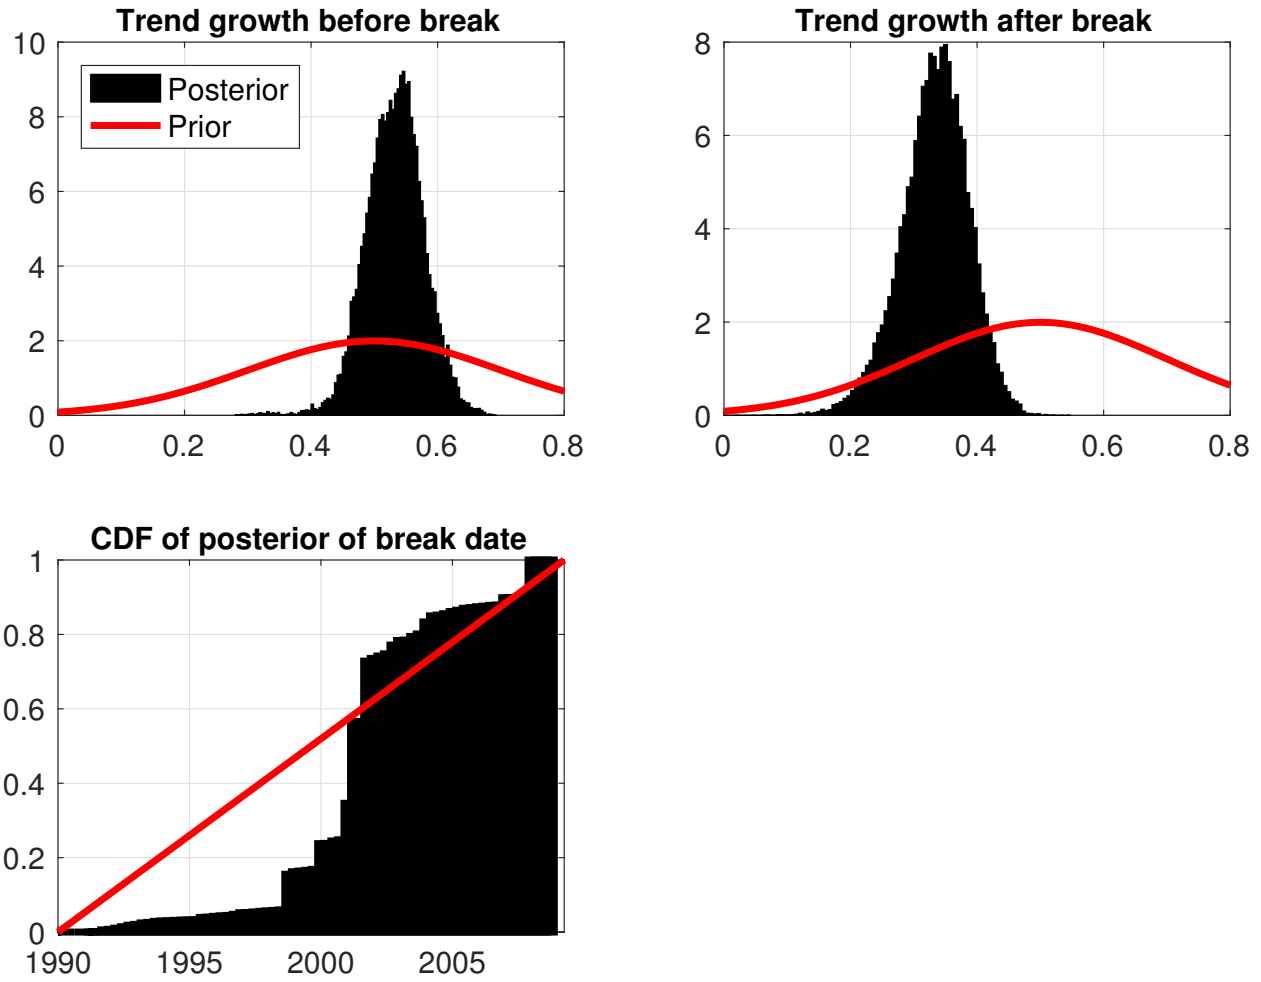 Trend growth before break
10
8
6
4
2
0
0 0.2 0.4 0.6 0.8
Posterior
Prior
Trend growth after break
8
6
4
2
0
0 0.2 0.4 0.6 0.8
CDF of posterior of break date
1
0.8
0.6
0.4
0.2
0
1990 1995 2000 2005